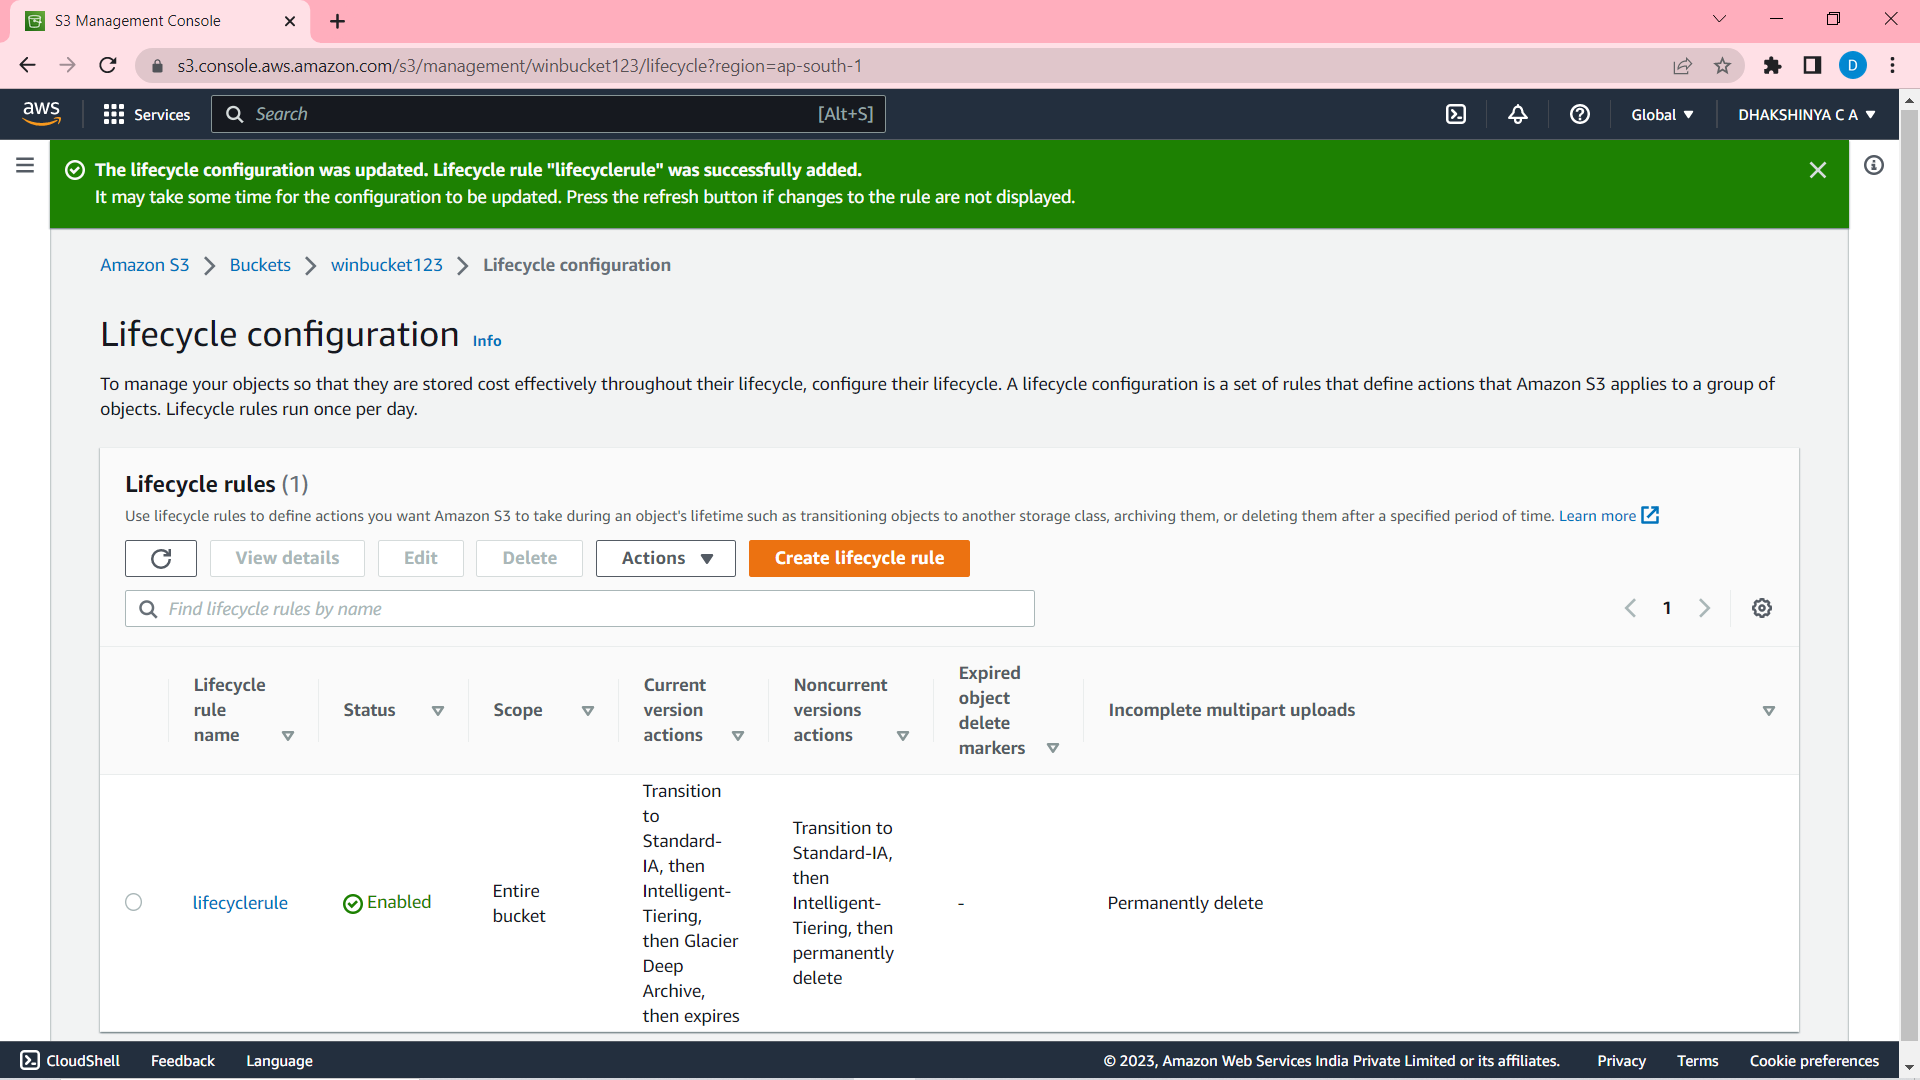 S3 Management Console
s3.console.aws.amazon.com/s3/management/winbucket123/lifecycle?region=ap-south-1
D
aws
Services
Search
[Alt+S]
Global
DHAKSHINYA C A
The lifecycle configuration was updated. Lifecycle rule "lifecyclerule" was successfully added.
It may take some time for the configuration to be updated. Press the refresh button if changes to the rule are not displayed.
Amazon S3
Buckets
winbucket123
Lifecycle configuration
Lifecycle configuration Info
To manage your objects so that they are stored cost effectively throughout their lifecycle, configure their lifecycle. A lifecycle configuration is a set of rules that define actions that Amazon S3 applies to a group of
objects. Lifecycle rules run once per day.
Lifecycle rules (1)
Use lifecycle rules to define actions you want Amazon S3 to take during an object's lifetime such as transitioning objects to another storage class, archiving them, or deleting them after a specified period of time. Learn more
View details
Edit
Delete
Actions
Create lifecycle rule
Find lifecycle rules by name
1
Lifecycle
rule
name
Status
Scope
Current
version
actions
Noncurrent
versions
actions
Expired
object
delete
markers
Incomplete multipart uploads
lifecyclerule
Enabled
Entire
bucket
Transition
to
Standard-
IA, then
Intelligent-
Tiering,
then Glacier
Deep
Archive,
then expires
Transition to
Standard-IA,
then
Intelligent-
Tiering, then
permanently
delete
-
Permanently delete
CloudShell
Feedback
Language
© 2023, Amazon Web Services India Private Limited or its affiliates.
Privacy
Terms
Cookie preferences